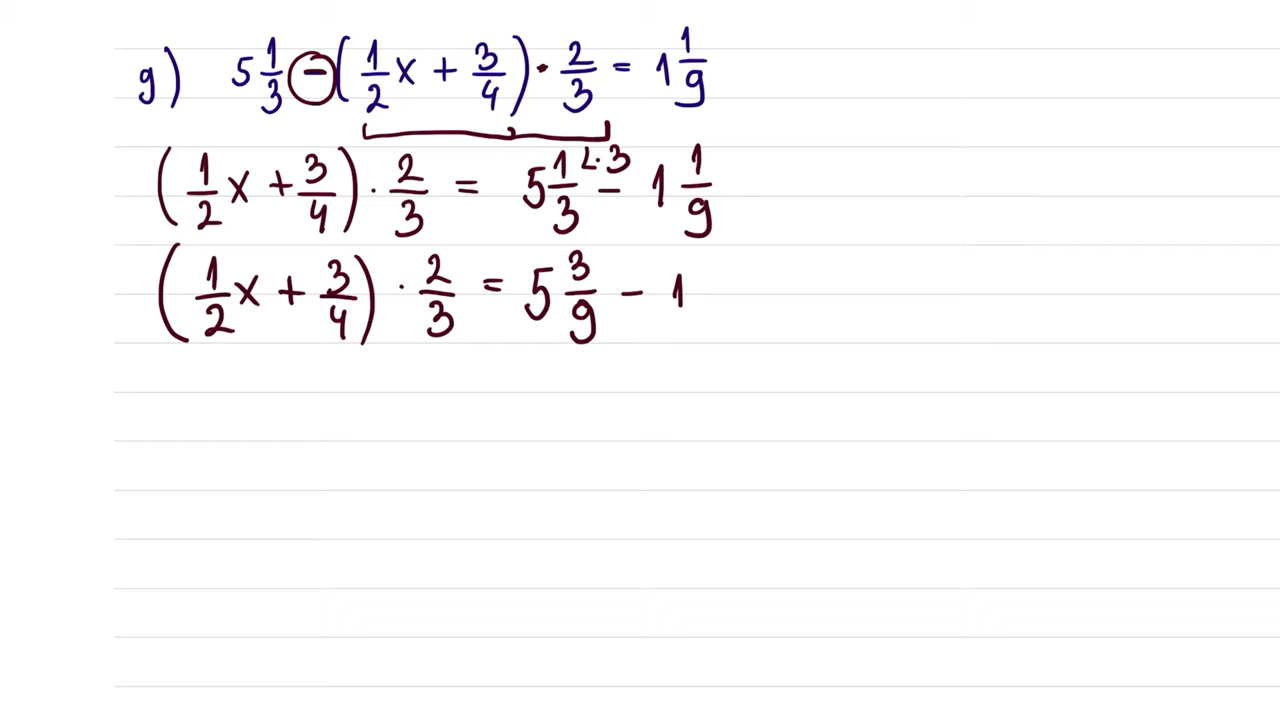 g) 5 1/3 − (1/2 x + 3/4) · 2/3 = 1 1/9
(1/2 x + 3/4) · 2/3 = 5 1/3 ∟·3 − 1 1/9
(1/2 x + 3/4) · 2/3 = 5 3/9 − 1